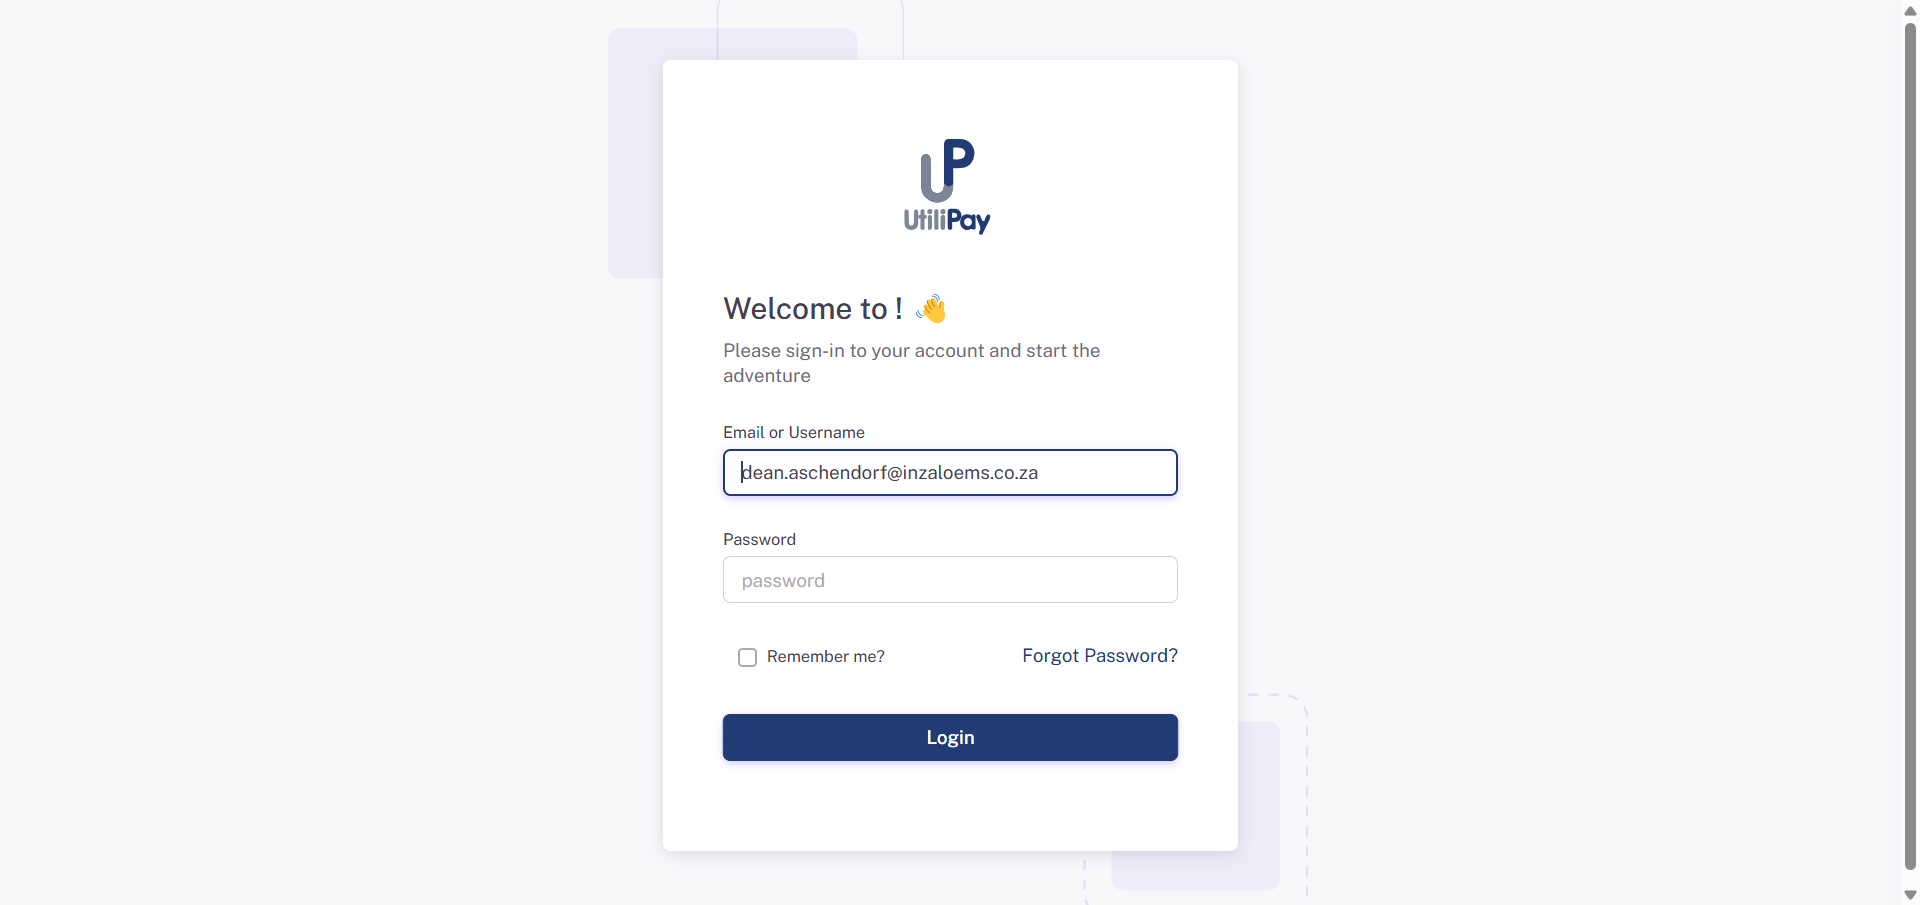 UP
UtiliPay
Welcome to ! 👋
Please sign-in to your account and start the
adventure
Email or Username
dean.aschendorf@inzaloems.co.za
Password
password
Remember me?
Forgot Password?
Login